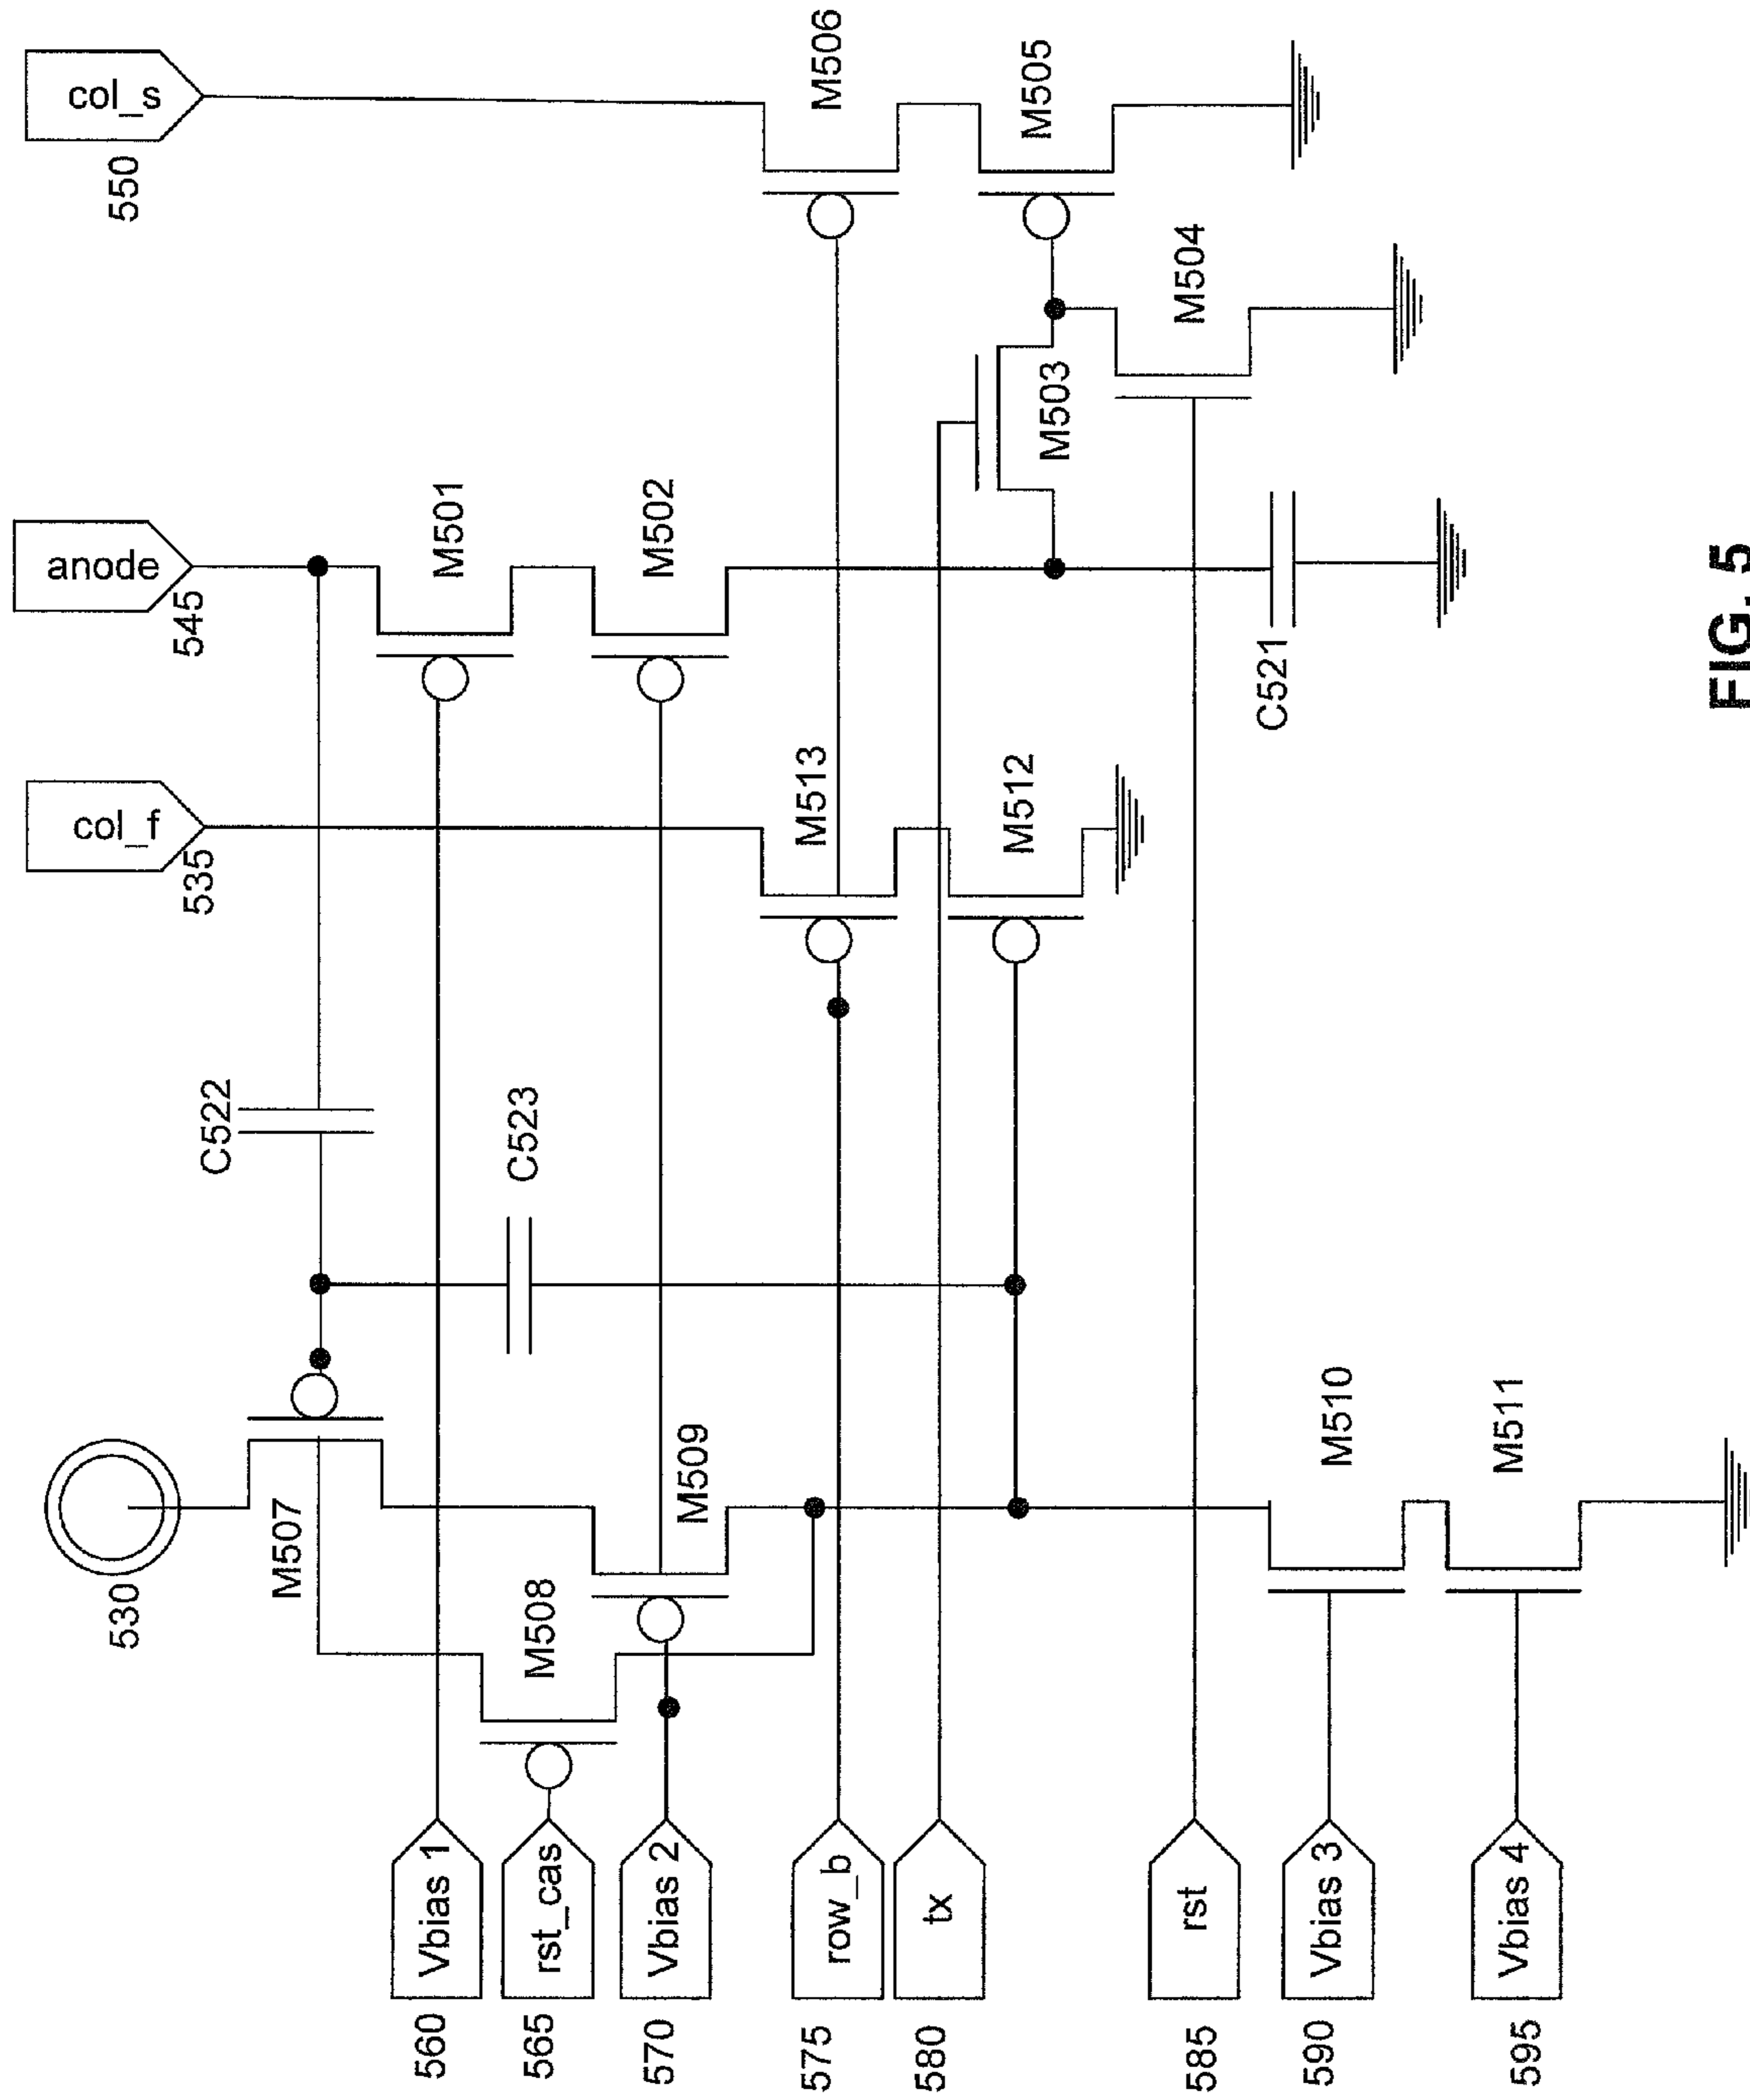 col_s
550
anode
545
col_f
535
530
M506
M505
M504
M503
M501
M502
M513
M512
C521
C522
C523
M507
M508
M509
M510
M511
Vbias 1
560
rst_cas
565
Vbias 2
570
row_b
575
tx
580
rst
585
Vbias 3
590
Vbias 4
595
FIG. 5